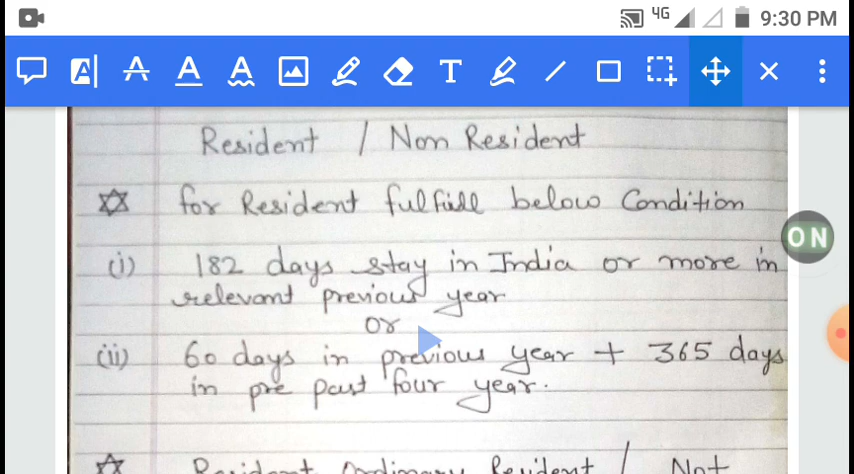 4G 9:30 PM
Resident / Non Resident
for Resident fulfill below Condition
ON
(i) 182 days stay in India or more in
relevant previous year
or
(ii) 60 days in previous year + 365 days
in pre past four year.
Resident Ordinary Resident / Not